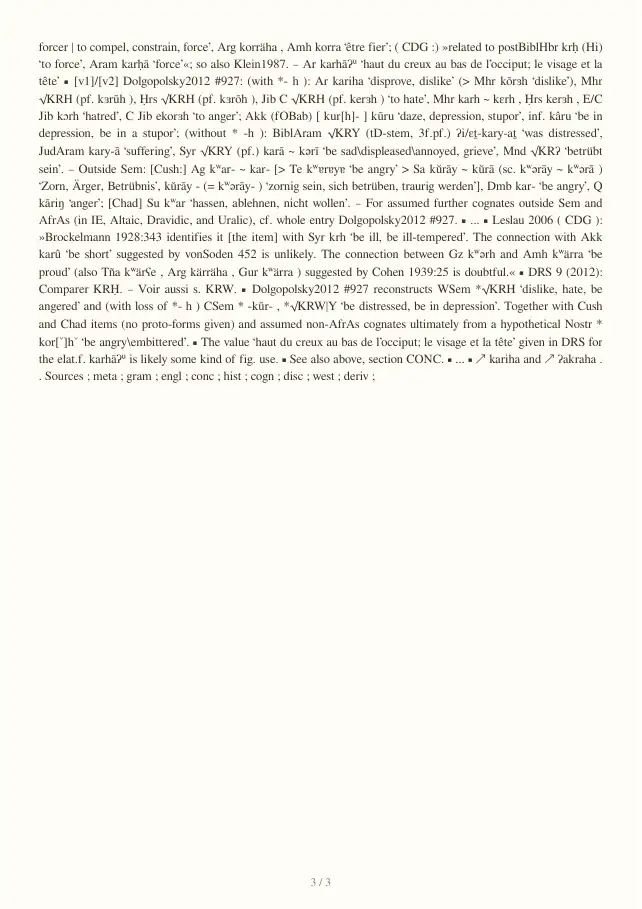 forcer | to compel, constrain, force’, Arg korräha , Amh korra ‘être fier’; ( CDG :) »related to postBiblHbr krḥ (Hi)
‘to force’, Aram karḥā ‘force’«; so also Klein1987. – Ar karhāʔᵘ ‘haut du creux au bas de l’occiput; le visage et la
tête’ ▪ [v1]/[v2] Dolgopolsky2012 #927: (with *- h ): Ar kariha ‘disprove, dislike’ (> Mhr kōrəh ‘dislike’), Mhr
√KRH (pf. kɜrūh ), Ḥrs √KRH (pf. kɜrōh ), Jib C √KRH (pf. kerɜh ) ‘to hate’, Mhr karh ~ kɛrh , Ḥrs kerɜh , E/C
Jib kɔrh ‘hatred’, C Jib ekorɜh ‘to anger’; Akk (fOBab) [ kur[h]- ] kūru ‘daze, depression, stupor’, inf. kâru ‘be in
depression, be in a stupor’; (without * -h ): BiblAram √KRY (tD-stem, 3f.pf.) ʔi/ɛṯ-kary-aṯ ‘was distressed’,
JudAram kary-ā ‘suffering’, Syr √KRY (pf.) karā ~ kərī ‘be sad\displeased\annoyed, grieve’, Mnd √KRʔ ‘betrübt
sein’. – Outside Sem: [Cush:] Ag kʷar- ~ kar- [> Te kʷɐrɐyɐ ‘be angry’ > Sa kūrāy ~ kūrā (sc. kʷərāy ~ kʷərā )
‘Zorn, Ärger, Betrübnis’, kūrāy - (= kʷərāy- ) ‘zornig sein, sich betrüben, traurig werden’], Dmb kar- ‘be angry’, Q
kāriŋ ‘anger’; [Chad] Su kʷar ‘hassen, ablehnen, nicht wollen’. – For assumed further cognates outside Sem and
AfrAs (in IE, Altaic, Dravidic, and Uralic), cf. whole entry Dolgopolsky2012 #927. ▪ ... ▪ Leslau 2006 ( CDG ):
»Brockelmann 1928:343 identifies it [the item] with Syr krh ‘be ill, be ill-tempered’. The connection with Akk
karû ‘be short’ suggested by vonSoden 452 is unlikely. The connection between Gz kʷərh and Amh kʷärra ‘be
proud’ (also Tña kʷärʕe , Arg kärräha , Gur kʷärra ) suggested by Cohen 1939:25 is doubtful.« ▪ DRS 9 (2012):
Comparer KRḤ. – Voir aussi s. KRW. ▪ Dolgopolsky2012 #927 reconstructs WSem *√KRH ‘dislike, hate, be
angered’ and (with loss of *- h ) CSem * -kūr- , *√KRW|Y ‘be distressed, be in depression’. Together with Cush
and Chad items (no proto-forms given) and assumed non-AfrAs cognates ultimately from a hypothetical Nostr *
kor[ˇ]hˇ ‘be angry\embittered’. ▪ The value ‘haut du creux au bas de l’occiput; le visage et la tête’ given in DRS for
the elat.f. karhāʔᵘ is likely some kind of fig. use. ▪ See also above, section CONC. ▪ ... ▪ ↗ kariha and ↗ ʔakraha .
. Sources ; meta ; gram ; engl ; conc ; hist ; cogn ; disc ; west ; deriv ;
3 / 3